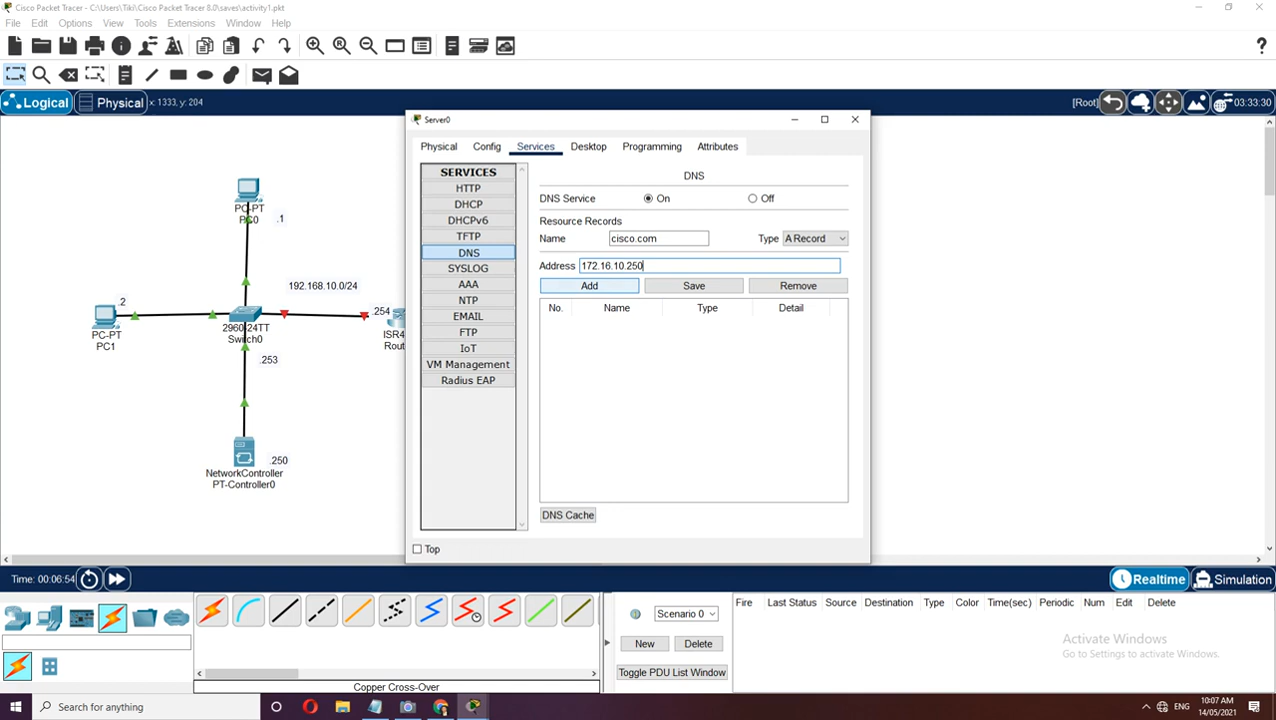 Cisco Packet Tracer - C:\Users\Tiki\Cisco Packet Tracer 8.0\saves\activity1.pkt
File Edit Options View Tools Extensions Window Help
?
Logical Physical x: 1333, y: 204
[Root] 03:33:30
PC-PT
PC0
.1
192.168.10.0/24
.2
PC-PT
PC1
2960-24TT
Switch0
.254
ISR4
Rout
.253
.250
NetworkController
PT-Controller0
Server0
Physical Config Services Desktop Programming Attributes
SERVICES
HTTP
DHCP
DHCPv6
TFTP
DNS
SYSLOG
AAA
NTP
EMAIL
FTP
IoT
VM Management
Radius EAP
DNS
DNS Service On Off
Resource Records
Name cisco.com Type A Record
Address 172.16.10.250
Add Save Remove
No. Name Type Detail
DNS Cache
Top
Time: 00:06:54
Realtime Simulation
Scenario 0
New Delete
Toggle PDU List Window
Fire Last Status Source Destination Type Color Time(sec) Periodic Num Edit Delete
Copper Cross-Over
Activate Windows
Go to Settings to activate Windows.
Search for anything
ENG
10:07 AM
14/05/2021